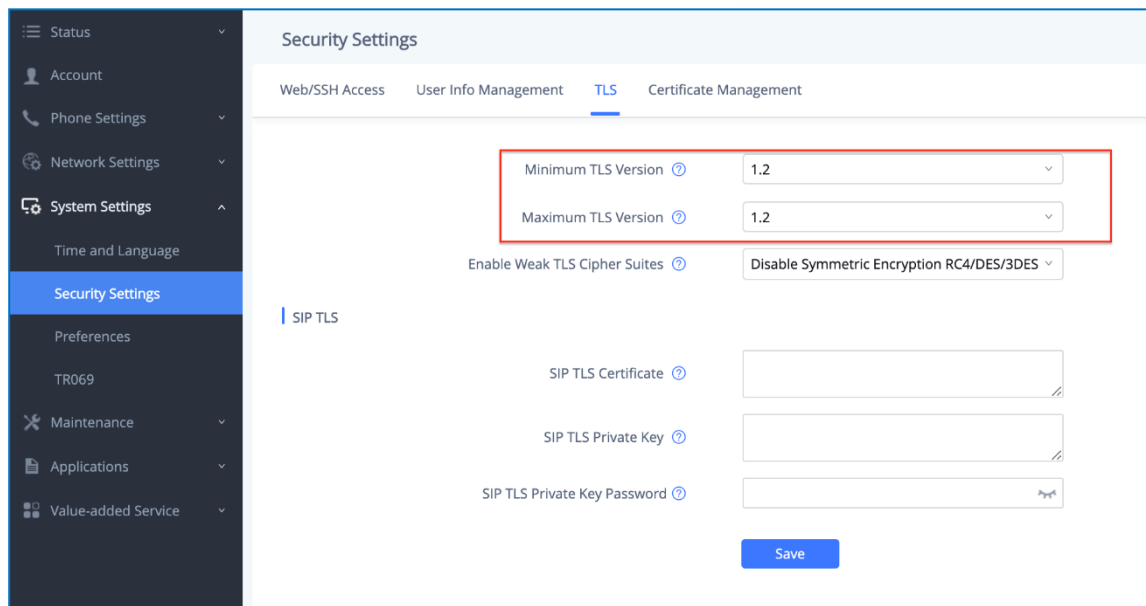 Status
Account
Phone Settings
Network Settings
System Settings
Time and Language
Security Settings
Preferences
TR069
Maintenance
Applications
Value-added Service
Security Settings
Web/SSH Access User Info Management TLS Certificate Management
Minimum TLS Version ? 1.2
Maximum TLS Version ? 1.2
Enable Weak TLS Cipher Suites ? Disable Symmetric Encryption RC4/DES/3DES
SIP TLS
SIP TLS Certificate ?
SIP TLS Private Key ?
SIP TLS Private Key Password ?
Save